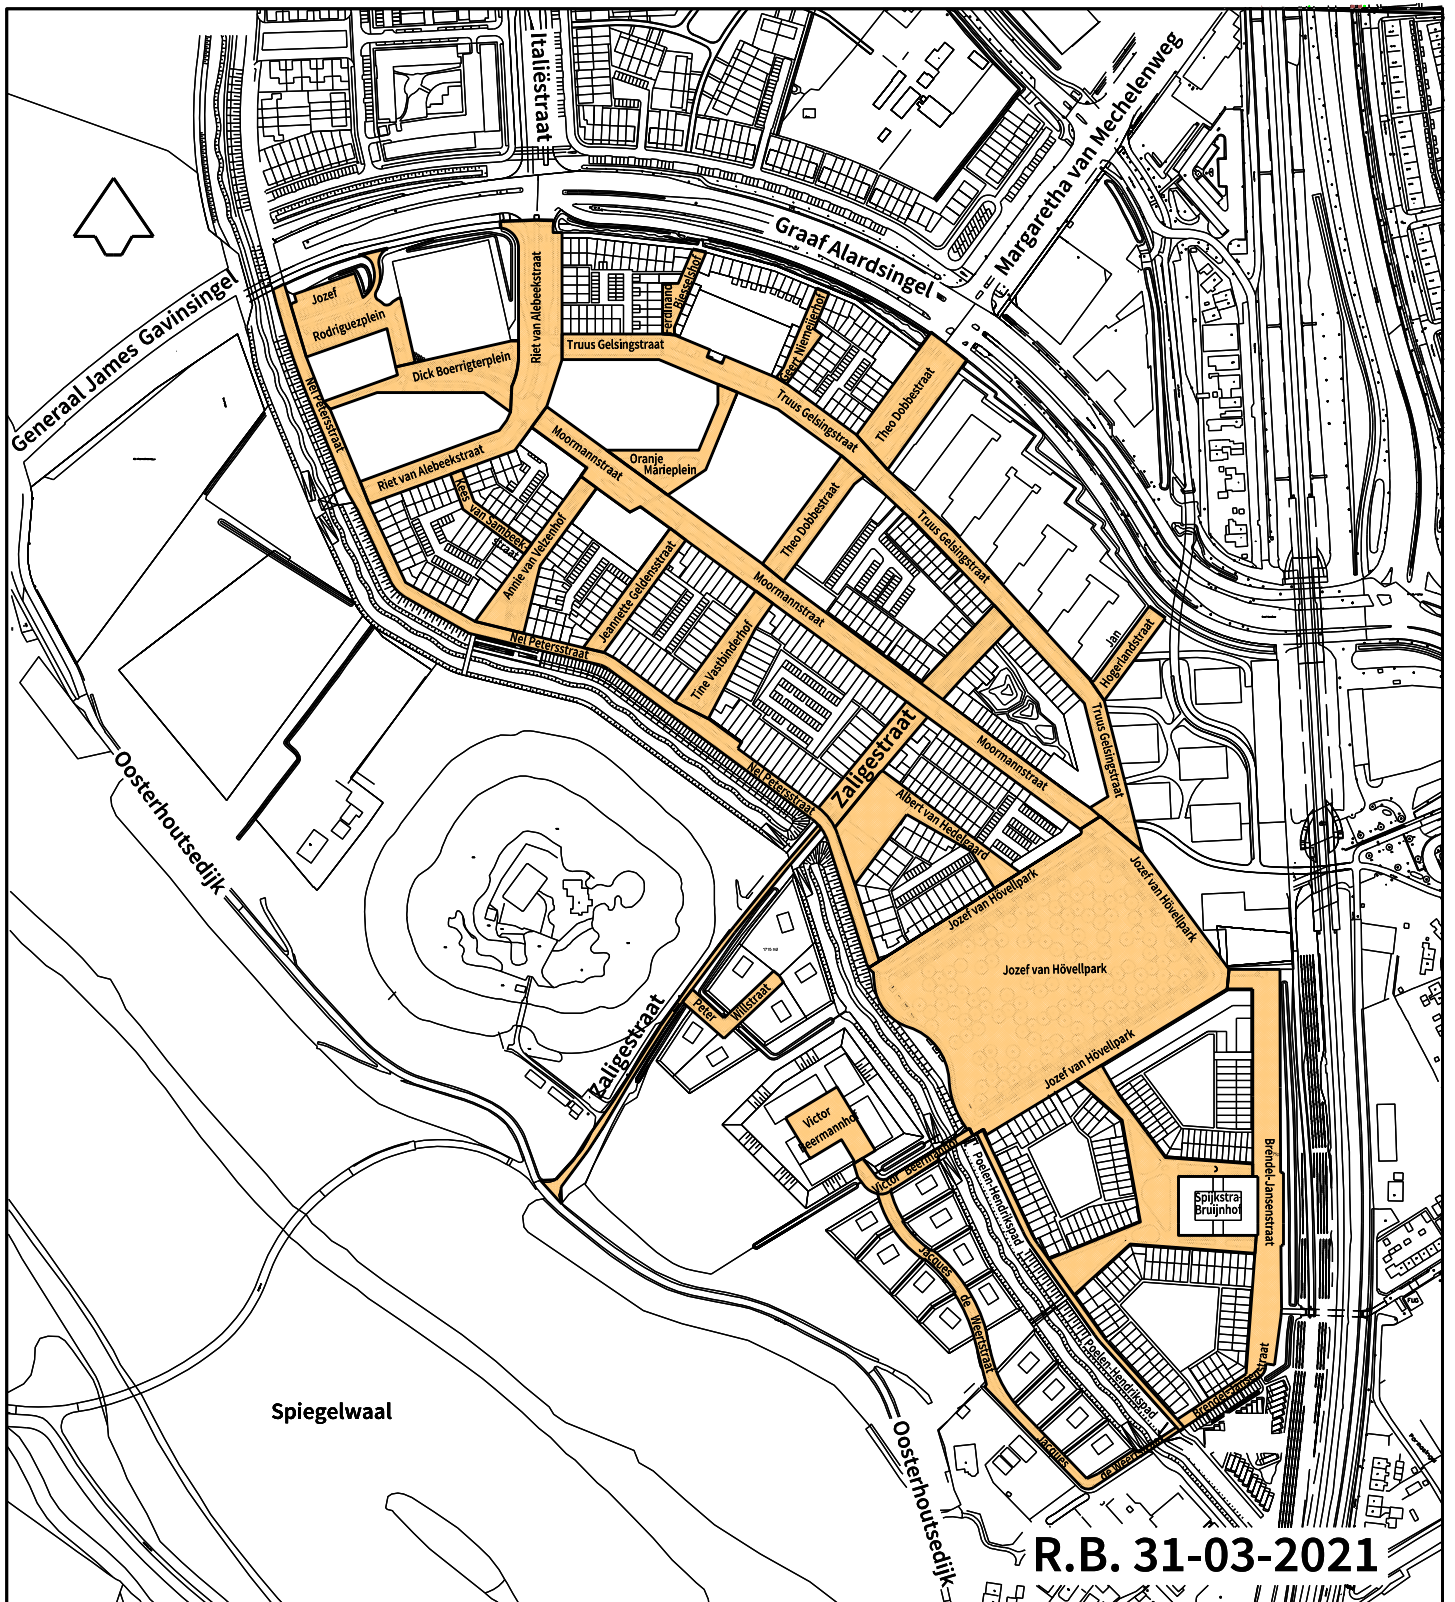 Italiëstraat
Margaretha van Mechelenweg
Graaf Alardsingel
Generaal James Gavinsingel
Jozef
Rodriguezplein
Riet van Alebeekstraat
Ferdinand
Biesselshof
Geert Niemeijerhof
Truus Gelsingstraat
Dick Boerrigterplein
Nel Petersstraat
Truus Gelsingstraat
Theo Dobbestraat
Moormannstraat
Oranje
Marieplein
Riet van Alebeekstraat
Kees
van Sambeek-
straat
Annie van Velzenhof
Theo Dobbestraat
Truus Gelsingstraat
Jeannette Geldensstraat
Moormannstraat
Nel Petersstraat
Tine Vastbinderhof
Jan
Hogerlandstraat
Truus Gelsingstraat
Zaligestraat
Moormannstraat
Nel Petersstraat
Albert van Hedelgaard
Oosterhoutsedijk
Jozef van Hövellpark
Jozef van Hövellpark
Jozef van Hövellpark
Jozef van Hövellpark
Peter
Willstraat
Zaligestraat
Victor
Beermannhof
Victor Beermannhof
Poelen-Hendrikspad
Brendel-Jansenstraat
Spijkstra-
Bruijnhof
Jacques
de
Weertstraat
Poelen-Hendrikspad
Brendel-Jansenstraat
Jacques
de Weertstraat
Spiegelwaal
Oosterhoutsedijk
R.B. 31-03-2021